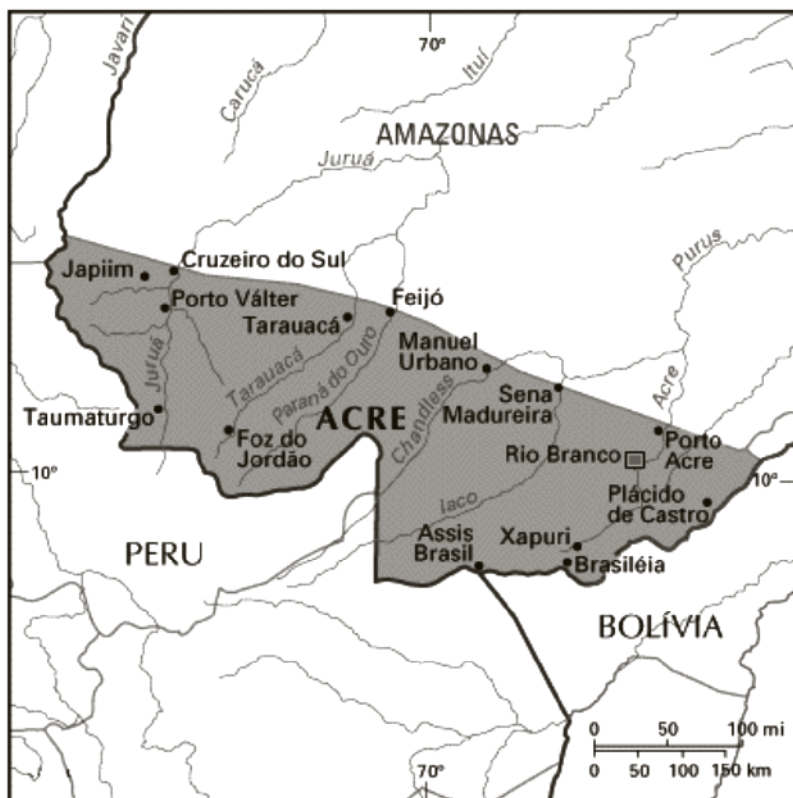 70°
Javari
Carucá
Ituí
AMAZONAS
Juruá
Purus
Cruzeiro do Sul
Japiim
Porto Válter
Feijó
Tarauacá
Manuel
Urbano
Juruá
Tarauacá
Paraná do Ouro
Chandless
Sena
Madureira
Acre
Taumaturgo
ACRE
Foz do
Jordão
Porto
Acre
Rio Branco
10°
10°
Plácido
de Castro
Iaco
PERU
Assis
Brasil
Xapuri
Brasiléia
BOLÍVIA
0 50 100 mi
0 50 100 150 km
70°